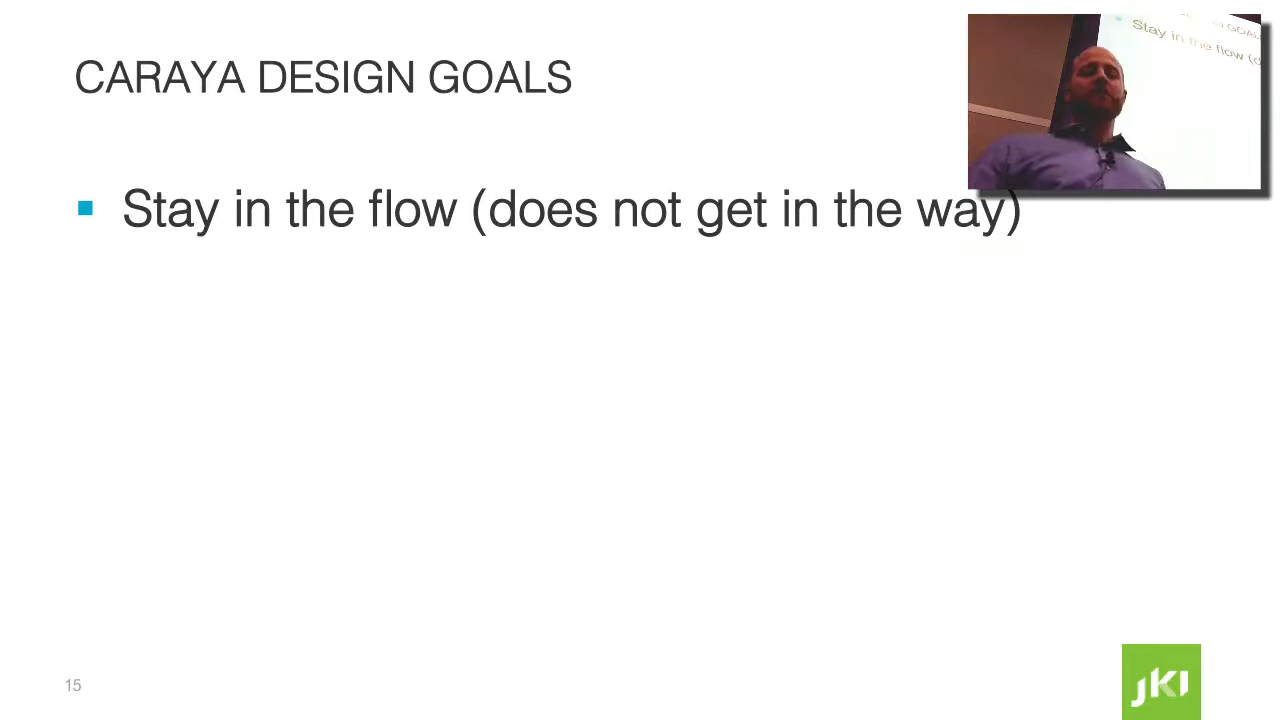 CARAYA DESIGN GOALS
Stay in the flow (d
▪ Stay in the flow (does not get in the way)
15
jki